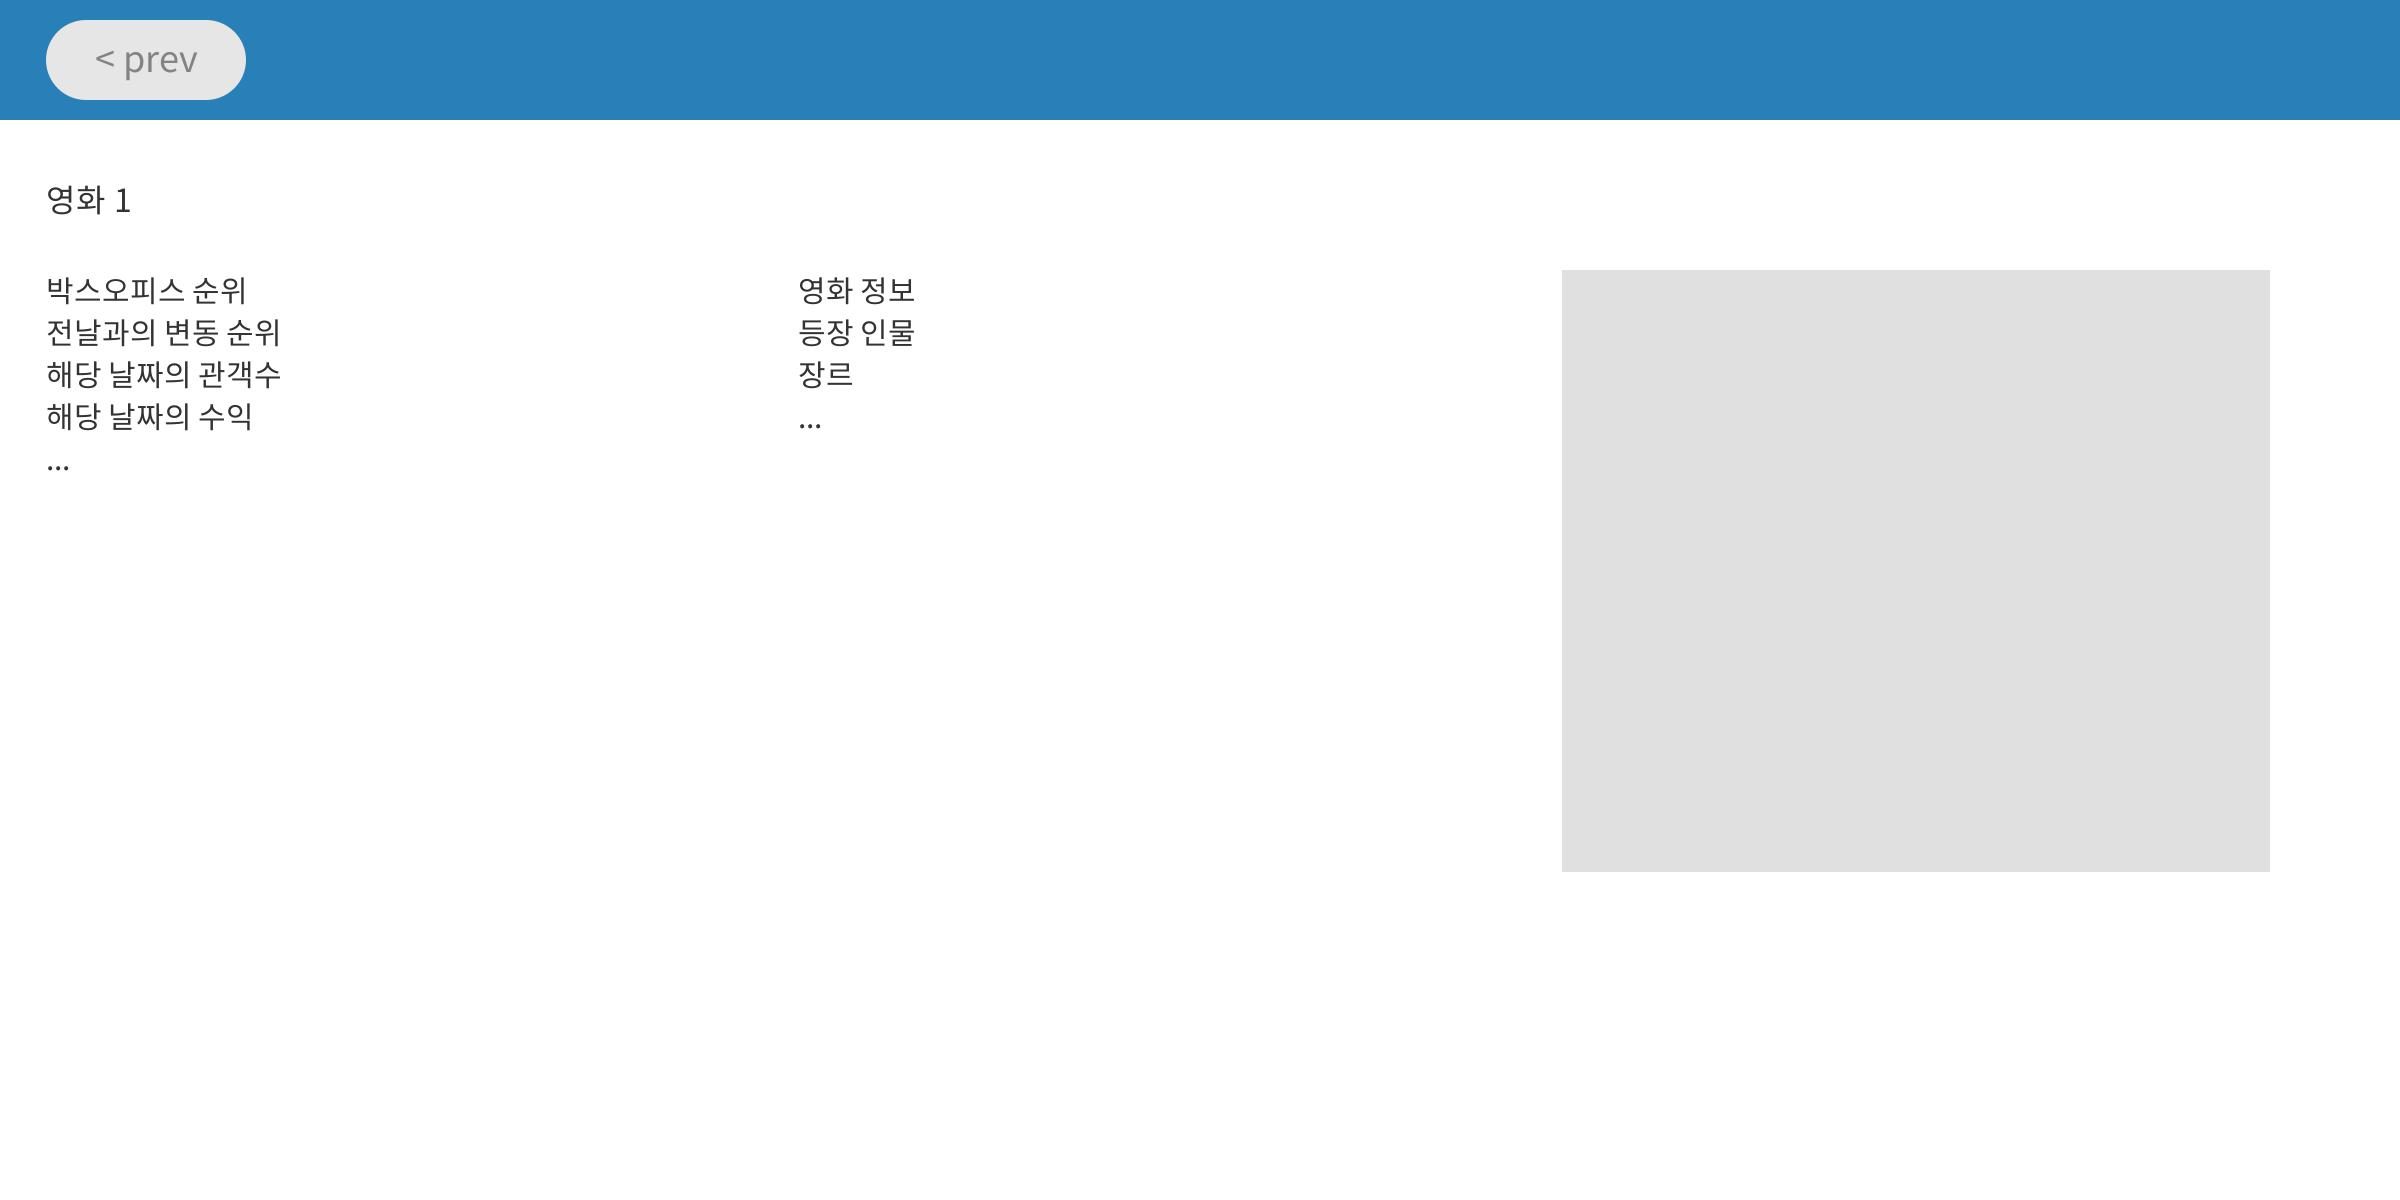 < prev
영화 1
박스오피스 순위
전날과의 변동 순위
해당 날짜의 관객수
해당 날짜의 수익
...
영화 정보
등장 인물
장르
...